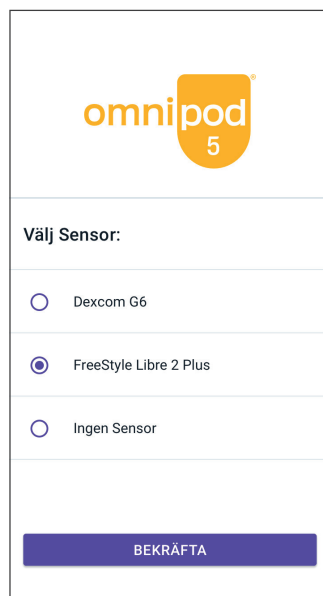 omnipod®
5
Välj Sensor:
Dexcom G6
FreeStyle Libre 2 Plus
Ingen Sensor
BEKRÄFTA